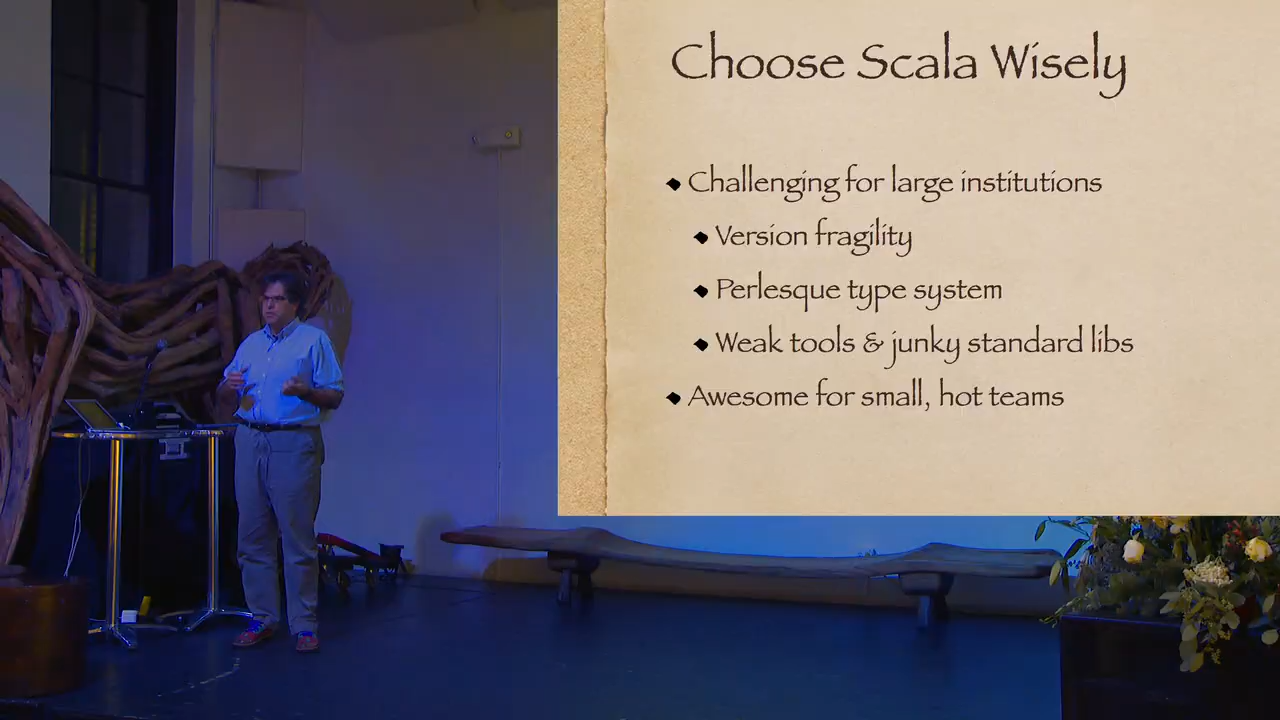 Choose Scala Wisely
Challenging for large institutions
Version fragility
Perlesque type system
Weak tools & junky standard libs
Awesome for small, hot teams